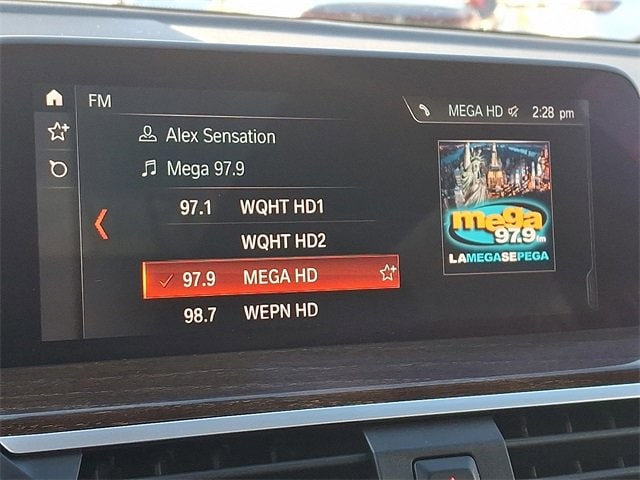 FM
MEGA HD 2:28 pm
Alex Sensation
Mega 97.9
97.1 WQHT HD1
WQHT HD2
97.9 MEGA HD
98.7 WEPN HD
mega
97.9 fm
LAMEGASEPEGA